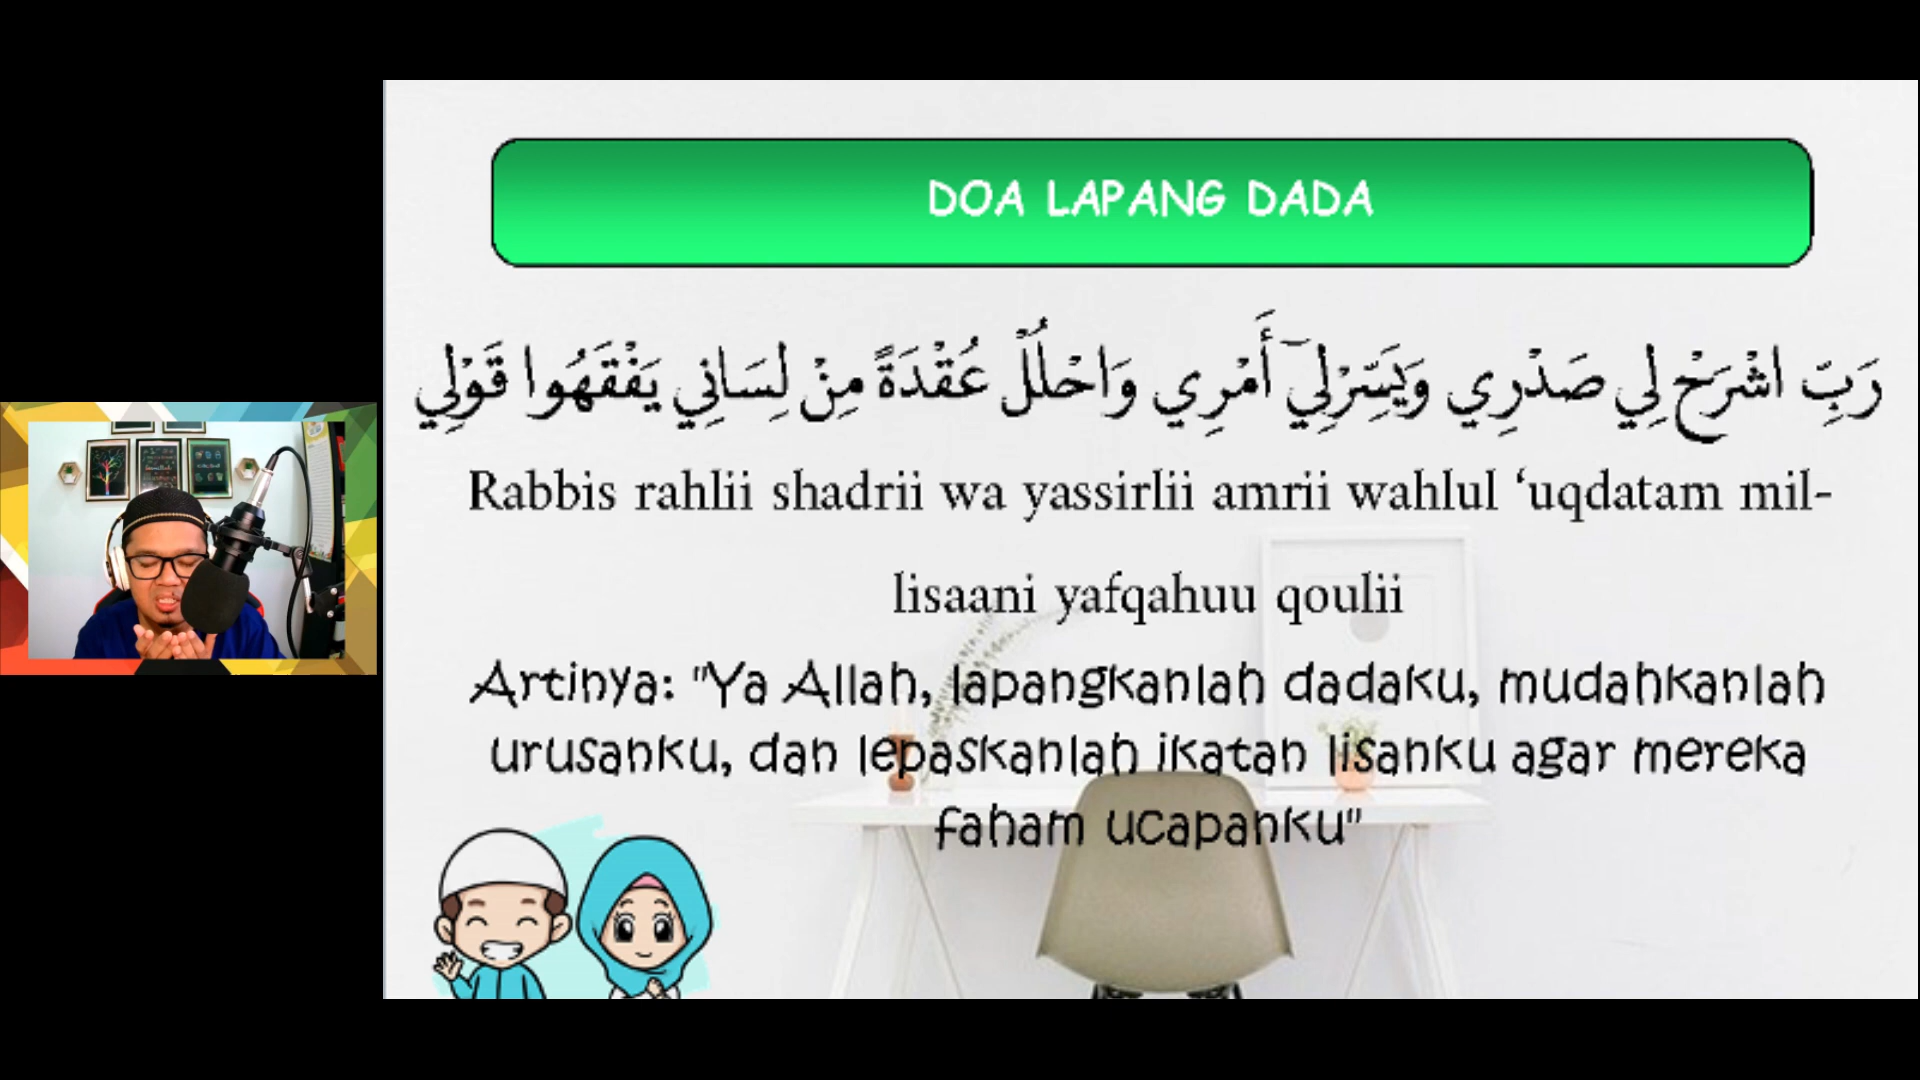 DOA LAPANG DADA
رَبِّ اشْرَحْ لِي صَدْرِي وَيَسِّرْلِيٓ أَمْرِي وَاحْلُلْ عُقْدَةً مِنْ لِسَانِي يَفْقَهُوا قَوْلِي
Rabbis rahlii shadrii wa yassirlii amrii wahlul ‘uqdatam mil-
lisaani yafqahuu qoulii
Artinya: "Ya Allah, lapangkanlah dadaku, mudahkanlah
urusanku, dan lepaskanlah ikatan lisanku agar mereka
faham ucapanku"